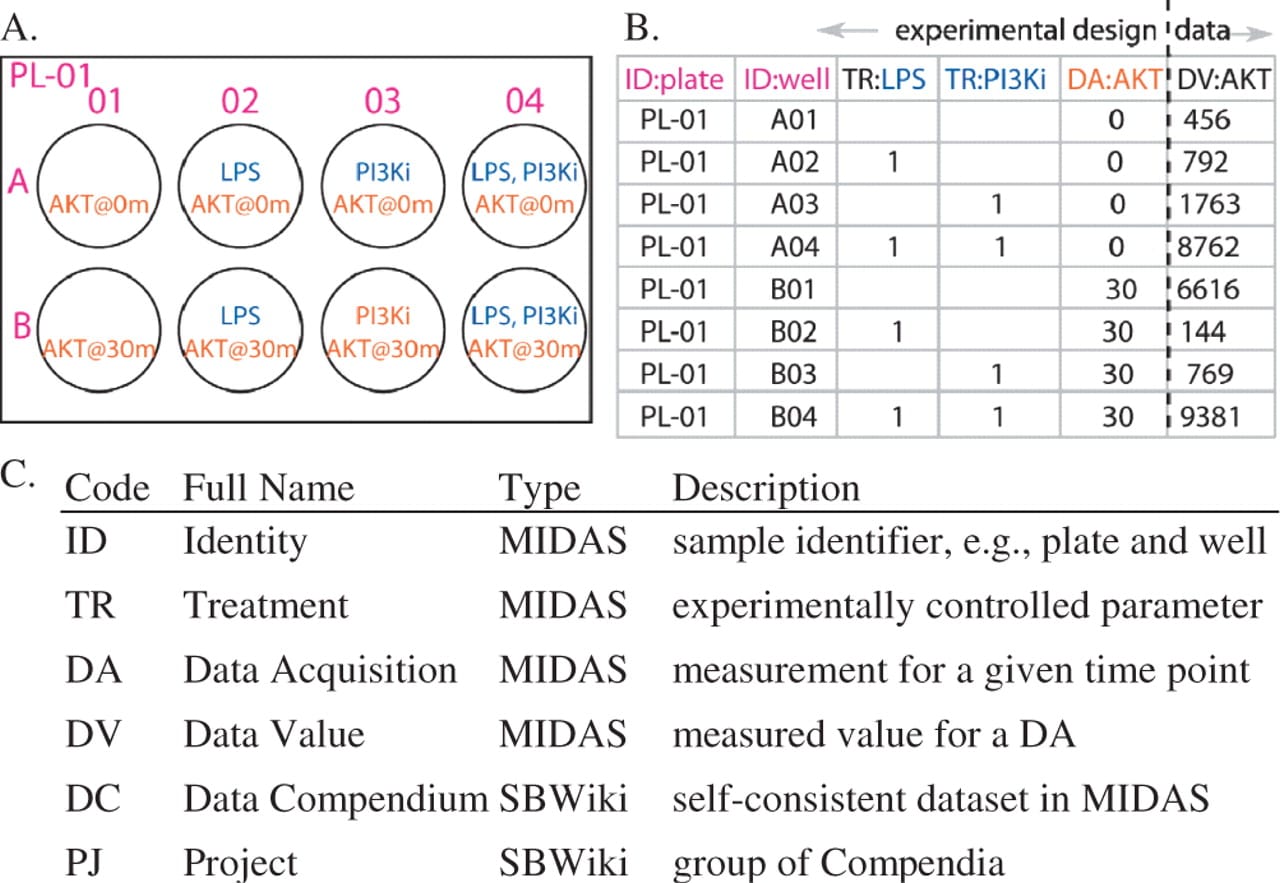 A.
PL-01
01 02 03 04
A
LPS PI3Ki LPS, PI3Ki
AKT@0m AKT@0m AKT@0m AKT@0m
B
LPS PI3Ki LPS, PI3Ki
AKT@30m AKT@30m AKT@30m AKT@30m
B.
experimental design data
ID:plate ID:well TR:LPS TR:PI3Ki DA:AKT DV:AKT
PL-01 A01 0 456
PL-01 A02 1 0 792
PL-01 A03 1 0 1763
PL-01 A04 1 1 0 8762
PL-01 B01 30 6616
PL-01 B02 1 30 144
PL-01 B03 1 30 769
PL-01 B04 1 1 30 9381
C.
Code Full Name Type Description
ID Identity MIDAS sample identifier, e.g., plate and well
TR Treatment MIDAS experimentally controlled parameter
DA Data Acquisition MIDAS measurement for a given time point
DV Data Value MIDAS measured value for a DA
DC Data Compendium SBWiki self-consistent dataset in MIDAS
PJ Project SBWiki group of Compendia